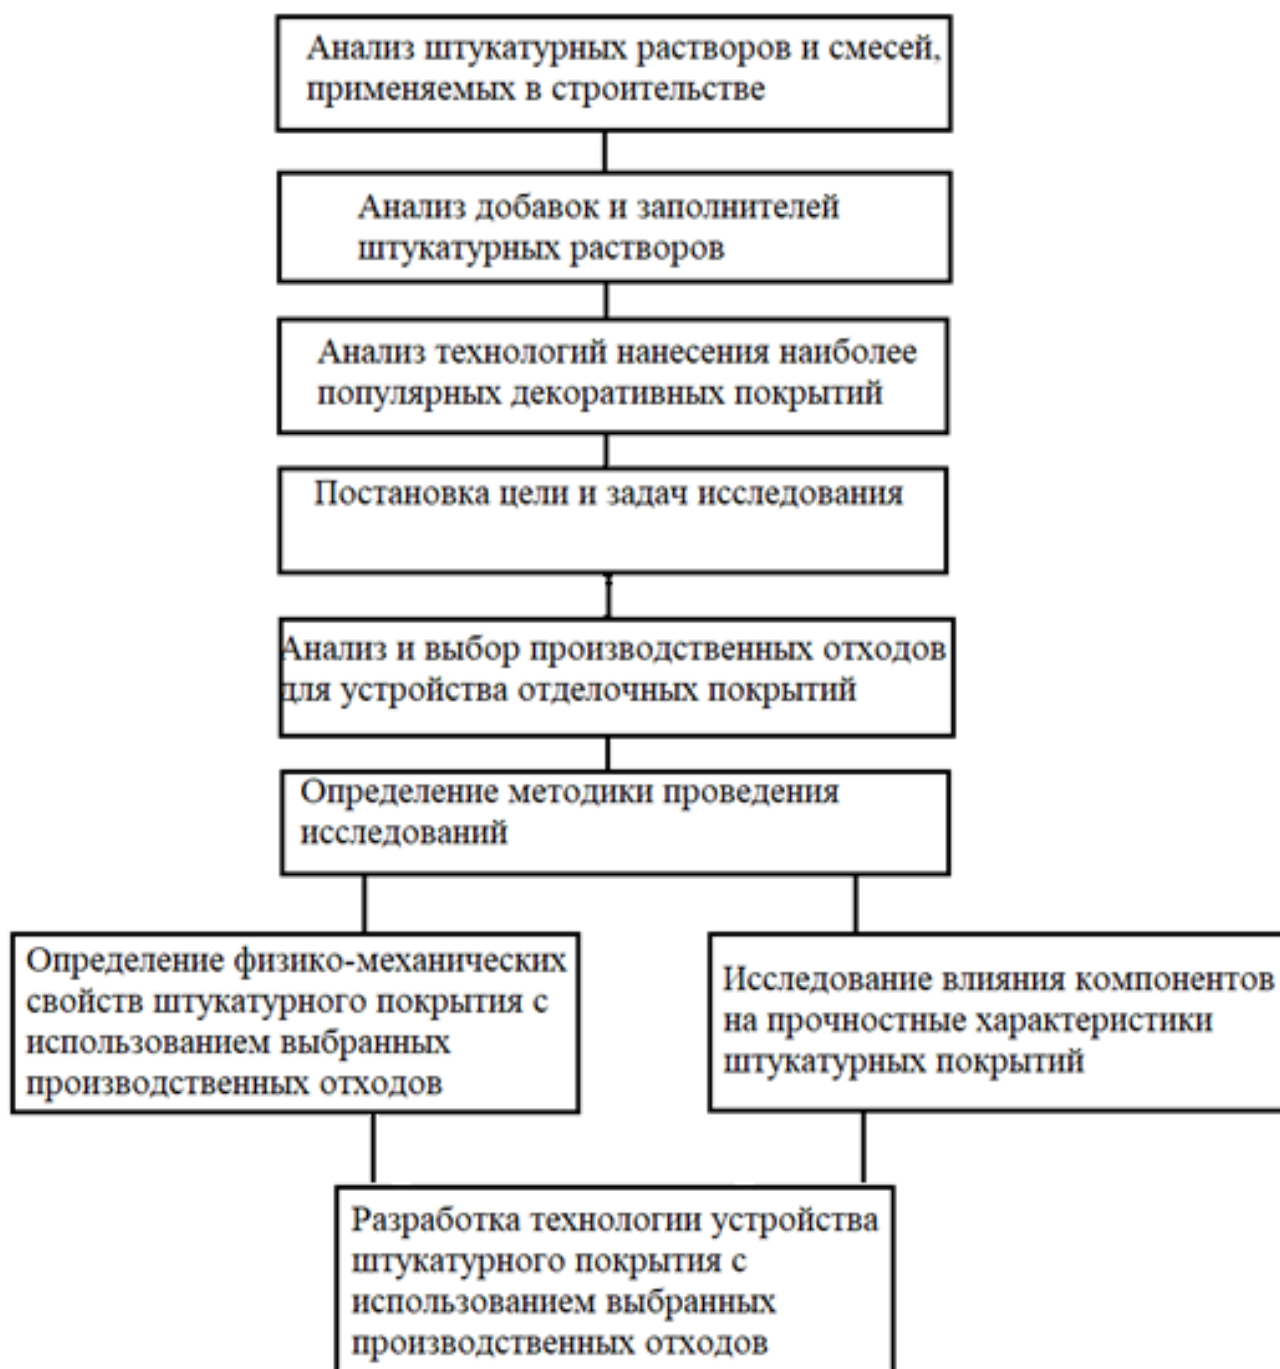 Анализ штукатурных растворов и смесей,
применяемых в строительстве
Анализ добавок и заполнителей
штукатурных растворов
Анализ технологий нанесения наиболее
популярных декоративных покрытий
Постановка цели и задач исследования
Анализ и выбор производственных отходов
для устройства отделочных покрытий
Определение методики проведения
исследований
Определение физико-механических
свойств штукатурного покрытия с
использованием выбранных
производственных отходов
Исследование влияния компонентов
на прочностные характеристики
штукатурных покрытий
Разработка технологии устройства
штукатурного покрытия с
использованием выбранных
производственных отходов